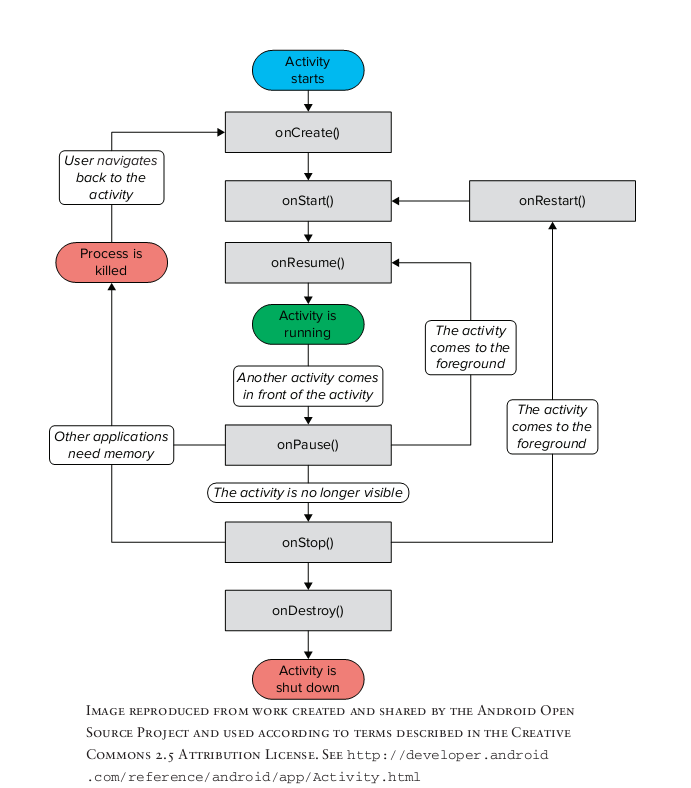 Activity
starts
onCreate()
User navigates
back to the
activity
onStart()
onRestart()
Process is
killed
onResume()
Activity is
running
The activity
comes to the
foreground
Another activity comes
in front of the activity
The activity
comes to the
foreground
Other applications
need memory
onPause()
The activity is no longer visible
onStop()
onDestroy()
Activity is
shut down
Image reproduced from work created and shared by the Android Open
Source Project and used according to terms described in the Creative
Commons 2.5 Attribution License. See http://developer.android
.com/reference/android/app/Activity.html